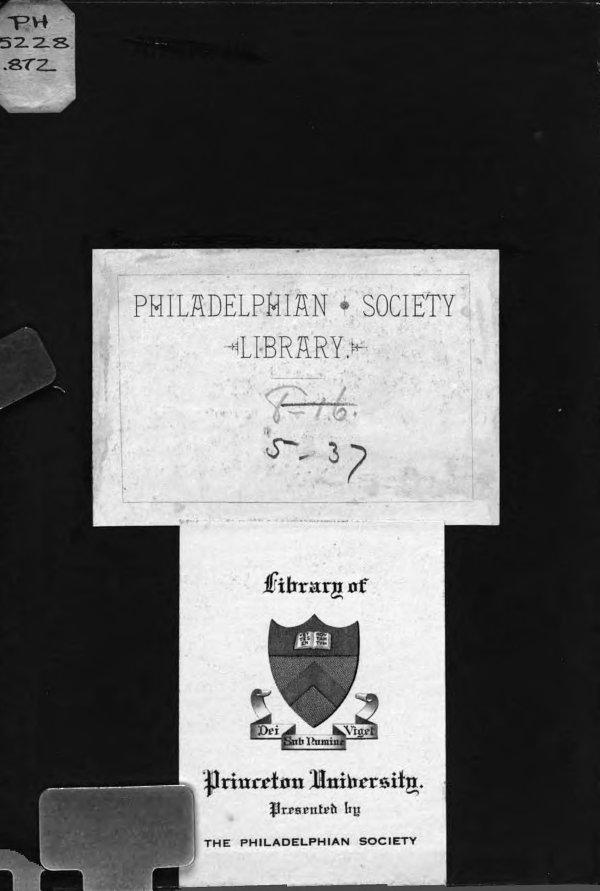 PH
5228
.872
PHILADELPHIAN • SOCIETY
LIBRARY.
5-37
Library of
Dei
Sub Numine
Viget
Princeton University.
Presented by
THE PHILADELPHIAN SOCIETY